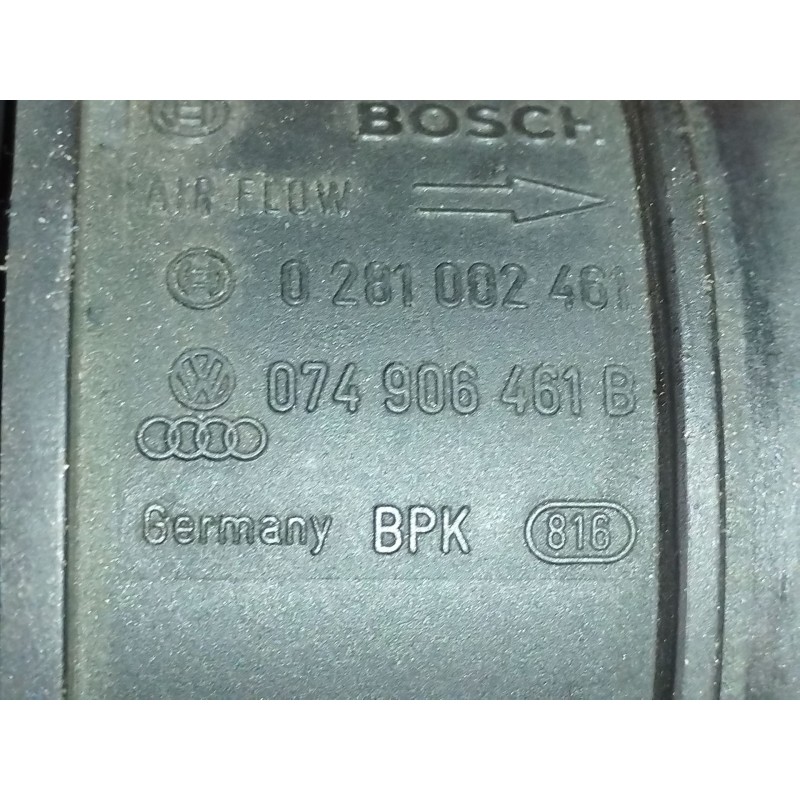 BOSCH
AIR FLOW
0 281 002 461
074 906 461 B
Germany BPK 816